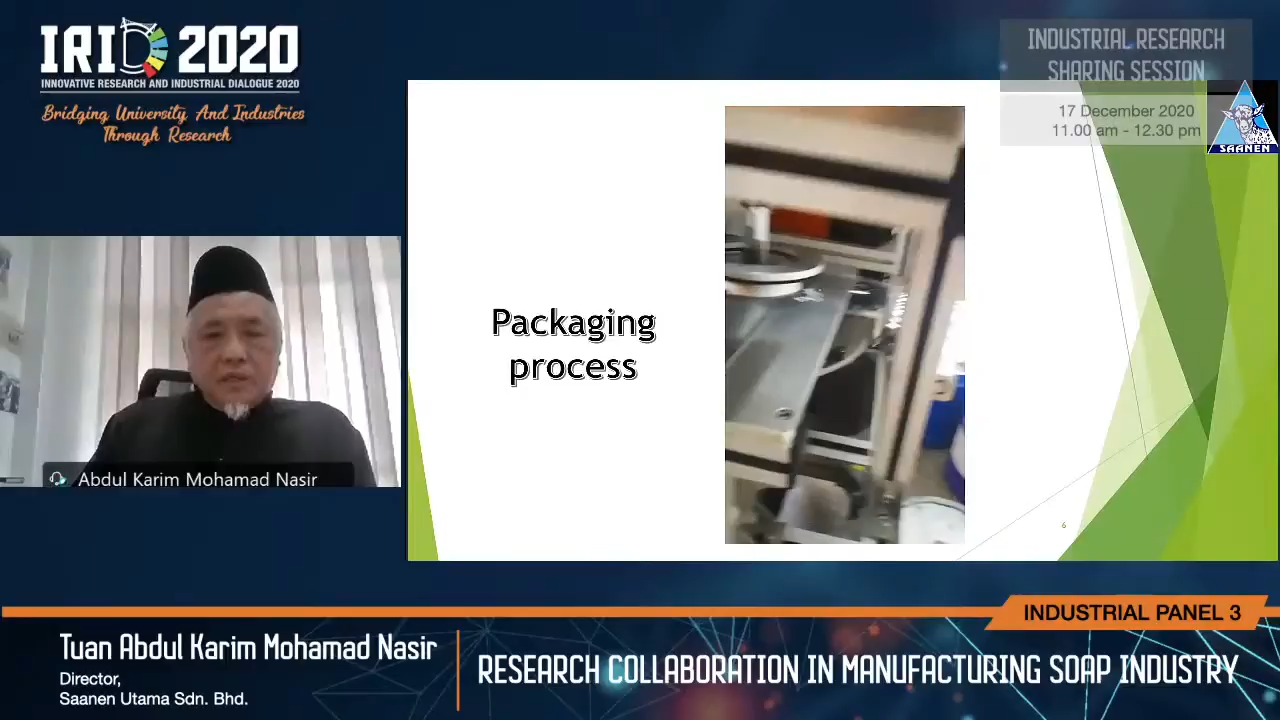 IRID 2020
INNOVATIVE RESEARCH AND INDUSTRIAL DIALOGUE 2020
Bridging University And Industries
Through Research
INDUSTRIAL RESEARCH
SHARING SESSION
17 December 2020
11.00 am - 12.30 pm
SAANEN
Packaging
process
Abdul Karim Mohamad Nasir
6
INDUSTRIAL PANEL 3
Tuan Abdul Karim Mohamad Nasir
Director,
Saanen Utama Sdn. Bhd.
RESEARCH COLLABORATION IN MANUFACTURING SOAP INDUSTRY